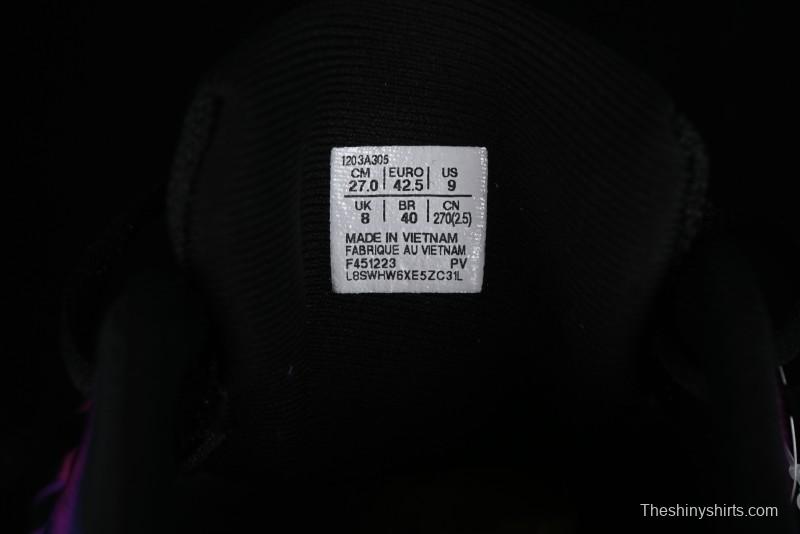 1203A305
CM | EURO | US
27.0 | 42.5 | 9
UK | BR | CN
8 | 40 | 270(2.5)
MADE IN VIETNAM
FABRIQUE AU VIETNAM
F451223 PV
L8SWHW6XE5ZC31L
Theshinyshirts.com